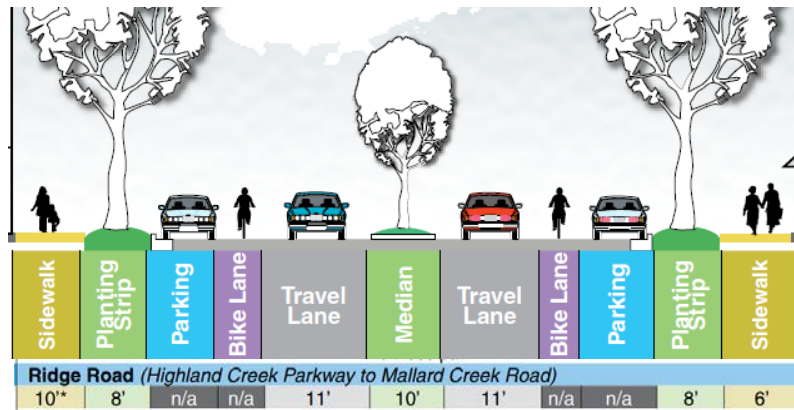 Sidewalk
Planting
Strip
Parking
Bike Lane
Travel
Lane
Median
Travel
Lane
Bike Lane
Parking
Planting
Strip
Sidewalk
Ridge Road (Highland Creek Parkway to Mallard Creek Road)
10'* 8' n/a n/a 11' 10' 11' n/a n/a 8' 6'